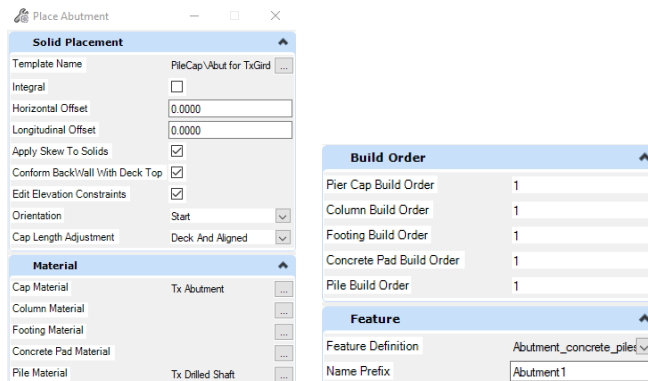 Place Abutment
Solid Placement
Template Name PileCap\Abut for TxGird ...
Integral
Horizontal Offset 0.0000
Longitudinal Offset 0.0000
Apply Skew To Solids
Conform BackWall With Deck Top
Edit Elevation Constraints
Orientation Start
Cap Length Adjustment Deck And Aligned
Material
Cap Material Tx Abutment ...
Column Material ...
Footing Material ...
Concrete Pad Material ...
Pile Material Tx Drilled Shaft ...
Build Order
Pier Cap Build Order 1
Column Build Order 1
Footing Build Order 1
Concrete Pad Build Order 1
Pile Build Order 1
Feature
Feature Definition Abutment_concrete_piles
Name Prefix Abutment1